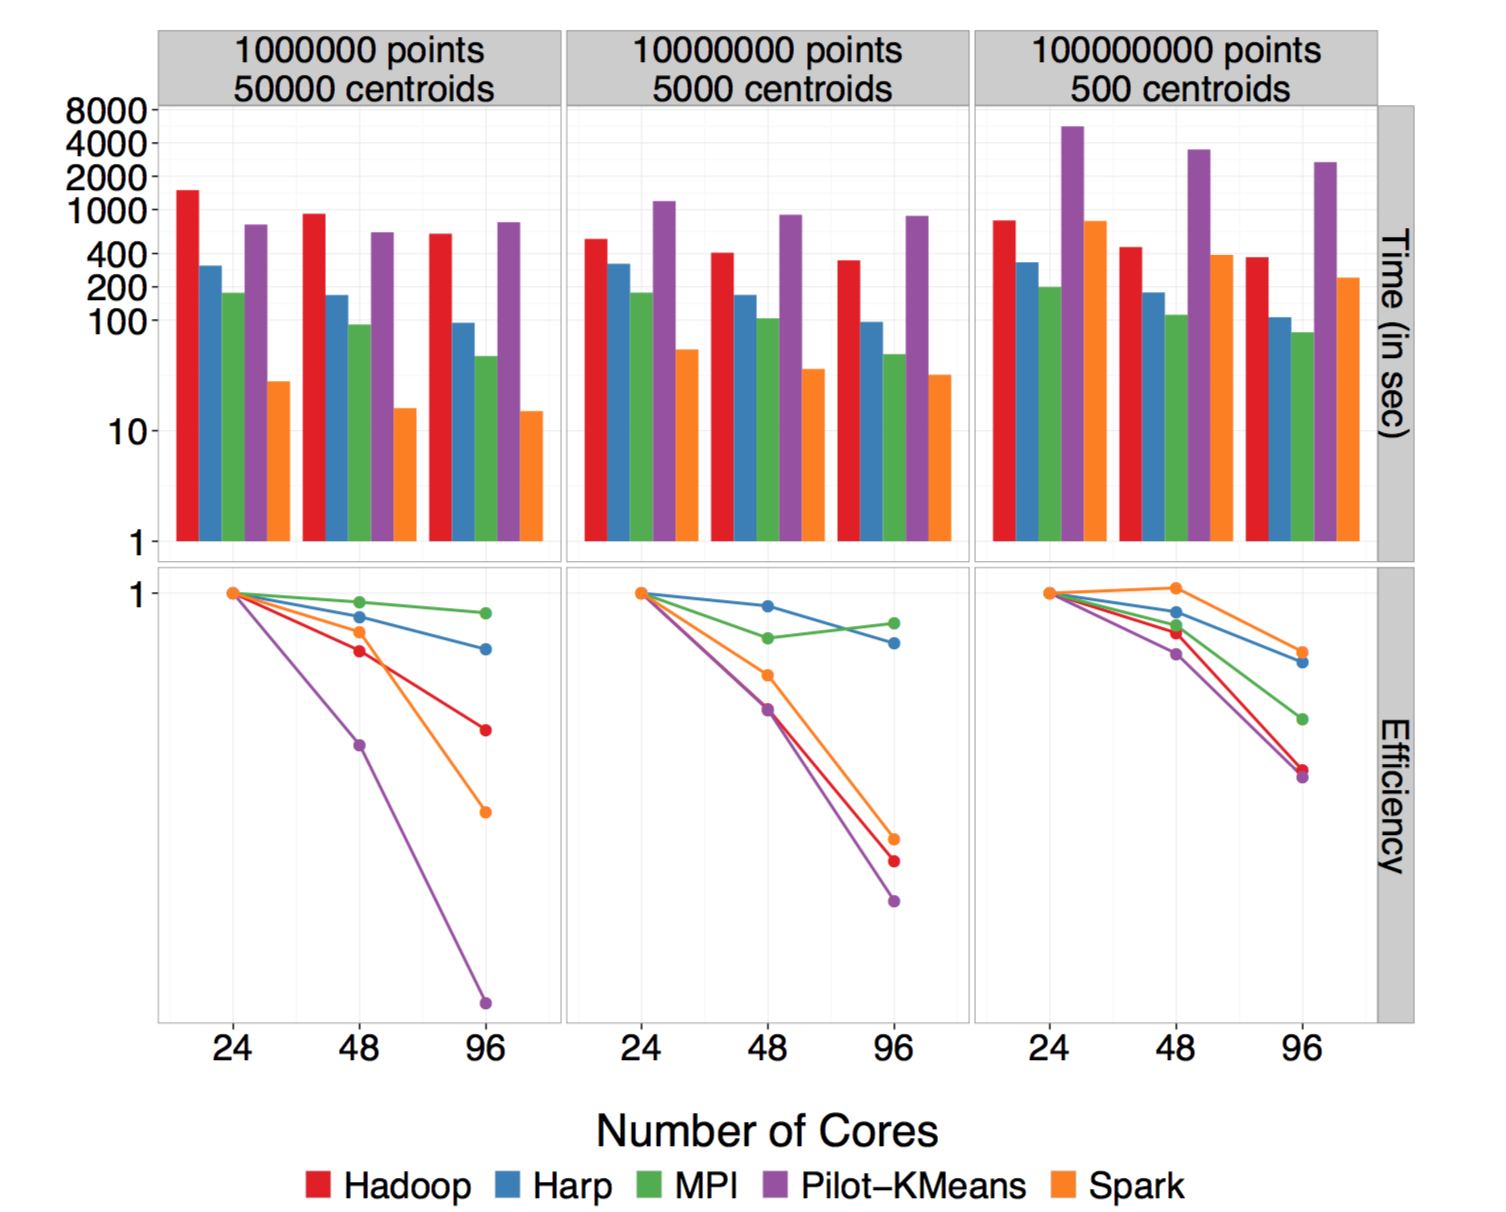 1000000 points
50000 centroids
10000000 points
5000 centroids
100000000 points
500 centroids
8000
4000
2000
1000
400
200
100
10
1
Time (in sec)
1
Efficiency
24 48 96 24 48 96 24 48 96
Number of Cores
Hadoop Harp MPI Pilot−KMeans Spark